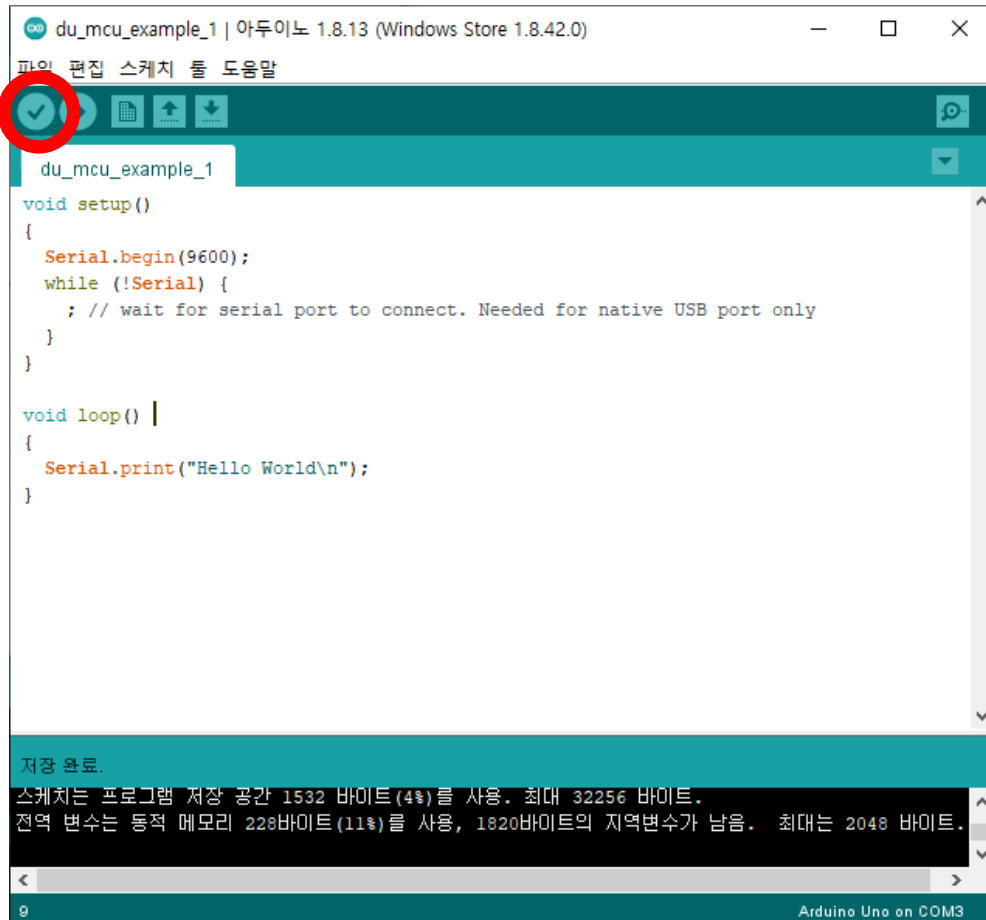 du_mcu_example_1 | 아두이노 1.8.13 (Windows Store 1.8.42.0)
파일 편집 스케치 툴 도움말
du_mcu_example_1
void setup()
{
  Serial.begin(9600);
  while (!Serial) {
    ; // wait for serial port to connect. Needed for native USB port only
  }
}

void loop()
{
  Serial.print("Hello World\n");
}
저장 완료.
스케치는 프로그램 저장 공간 1532 바이트(4%)를 사용. 최대 32256 바이트.
전역 변수는 동적 메모리 228바이트(11%)를 사용, 1820바이트의 지역변수가 남음.  최대는 2048 바이트.
9
Arduino Uno on COM3